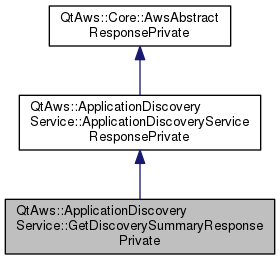 QtAws::Core::AwsAbstract
ResponsePrivate
QtAws::ApplicationDiscovery
Service::ApplicationDiscoveryService
ResponsePrivate
QtAws::ApplicationDiscovery
Service::GetDiscoverySummaryResponse
Private